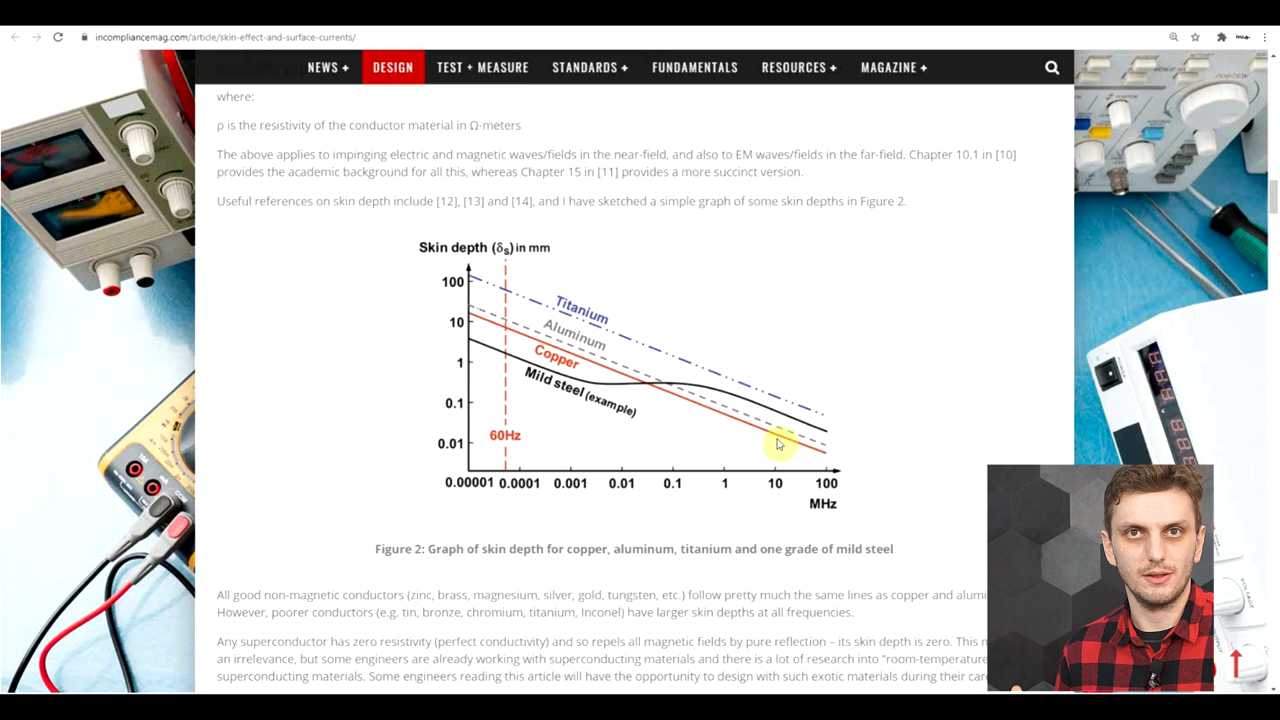 incompliancemag.com/article/skin-effect-and-surface-currents/
NEWS + DESIGN TEST + MEASURE STANDARDS + FUNDAMENTALS RESOURCES + MAGAZINE +
where:
ρ is the resistivity of the conductor material in Ω-meters
The above applies to impinging electric and magnetic waves/fields in the near-field, and also to EM waves/fields in the far-field. Chapter 10.1 in [10]
provides the academic background for all this, whereas Chapter 15 in [11] provides a more succinct version.
Useful references on skin depth include [12], [13] and [14], and I have sketched a simple graph of some skin depths in Figure 2.
Skin depth (δs) in mm
100
10
1
0.1
0.01
Titanium
Aluminum
Copper
Mild steel (example)
60Hz
0.00001 0.0001 0.001 0.01 0.1 1 10 100
MHz
Figure 2: Graph of skin depth for copper, aluminum, titanium and one grade of mild steel
All good non-magnetic conductors (zinc, brass, magnesium, silver, gold, tungsten, etc.) follow pretty much the same lines as copper and alumi
However, poorer conductors (e.g. tin, bronze, chromium, titanium, Inconel) have larger skin depths at all frequencies.
Any superconductor has zero resistivity (perfect conductivity) and so repels all magnetic fields by pure reflection – its skin depth is zero. This m
an irrelevance, but some engineers are already working with superconducting materials and there is a lot of research into "room-temperature
superconducting materials. Some engineers reading this article will have the opportunity to design with such exotic materials during their care
POSITION